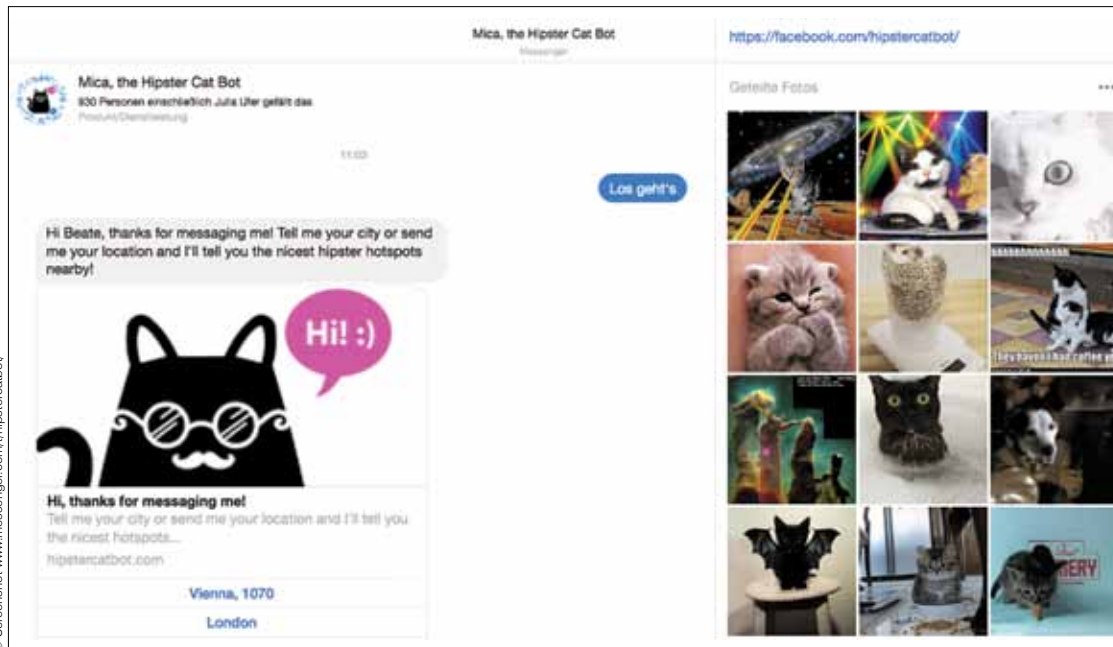 Mica, the Hipster Cat Bot
Messenger
https://facebook.com/hipstercatbot/
Mica, the Hipster Cat Bot
930 Personen einschließlich Julia Ufer gefällt das
Produkt/Dienstleistung
11:03
Los geht's
Hi Beate, thanks for messaging me! Tell me your city or send
me your location and I'll tell you the nicest hipster hotspots
nearby!
Hi! :)
Hi, thanks for messaging me!
Tell me your city or send me your location and I'll tell you
the nicest hotspots...
hipstercatbot.com
Vienna, 1070
London
Geteilte Fotos
They haven't had coffee